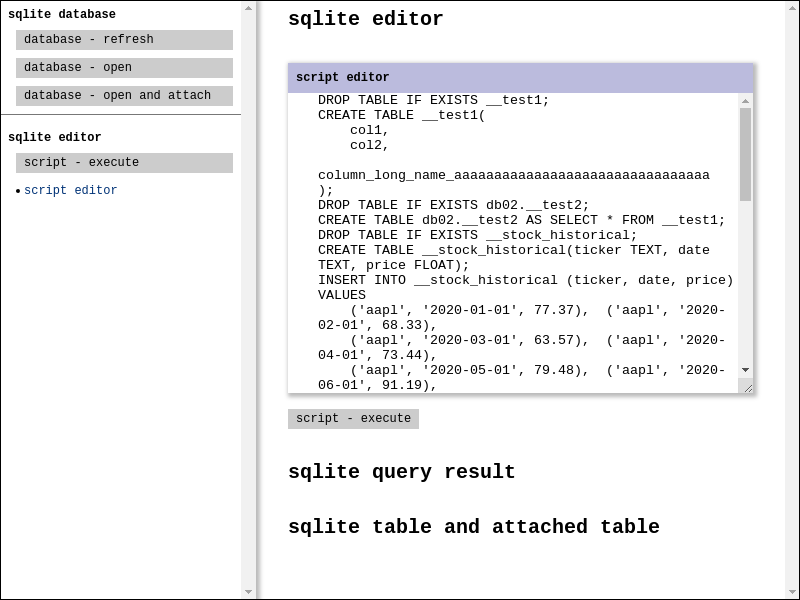 sqlite database
database - refresh
database - open
database - open and attach
sqlite editor
script - execute
script editor
sqlite editor
script editor
DROP TABLE IF EXISTS __test1;
CREATE TABLE __test1(
col1,
col2,
column_long_name_aaaaaaaaaaaaaaaaaaaaaaaaaaaaaaaa
);
DROP TABLE IF EXISTS db02.__test2;
CREATE TABLE db02.__test2 AS SELECT * FROM __test1;
DROP TABLE IF EXISTS __stock_historical;
CREATE TABLE __stock_historical(ticker TEXT, date
TEXT, price FLOAT);
INSERT INTO __stock_historical (ticker, date, price)
VALUES
('aapl', '2020-01-01', 77.37),  ('aapl', '2020-
02-01', 68.33),
('aapl', '2020-03-01', 63.57),  ('aapl', '2020-
04-01', 73.44),
('aapl', '2020-05-01', 79.48),  ('aapl', '2020-
06-01', 91.19),
script - execute
sqlite query result
sqlite table and attached table